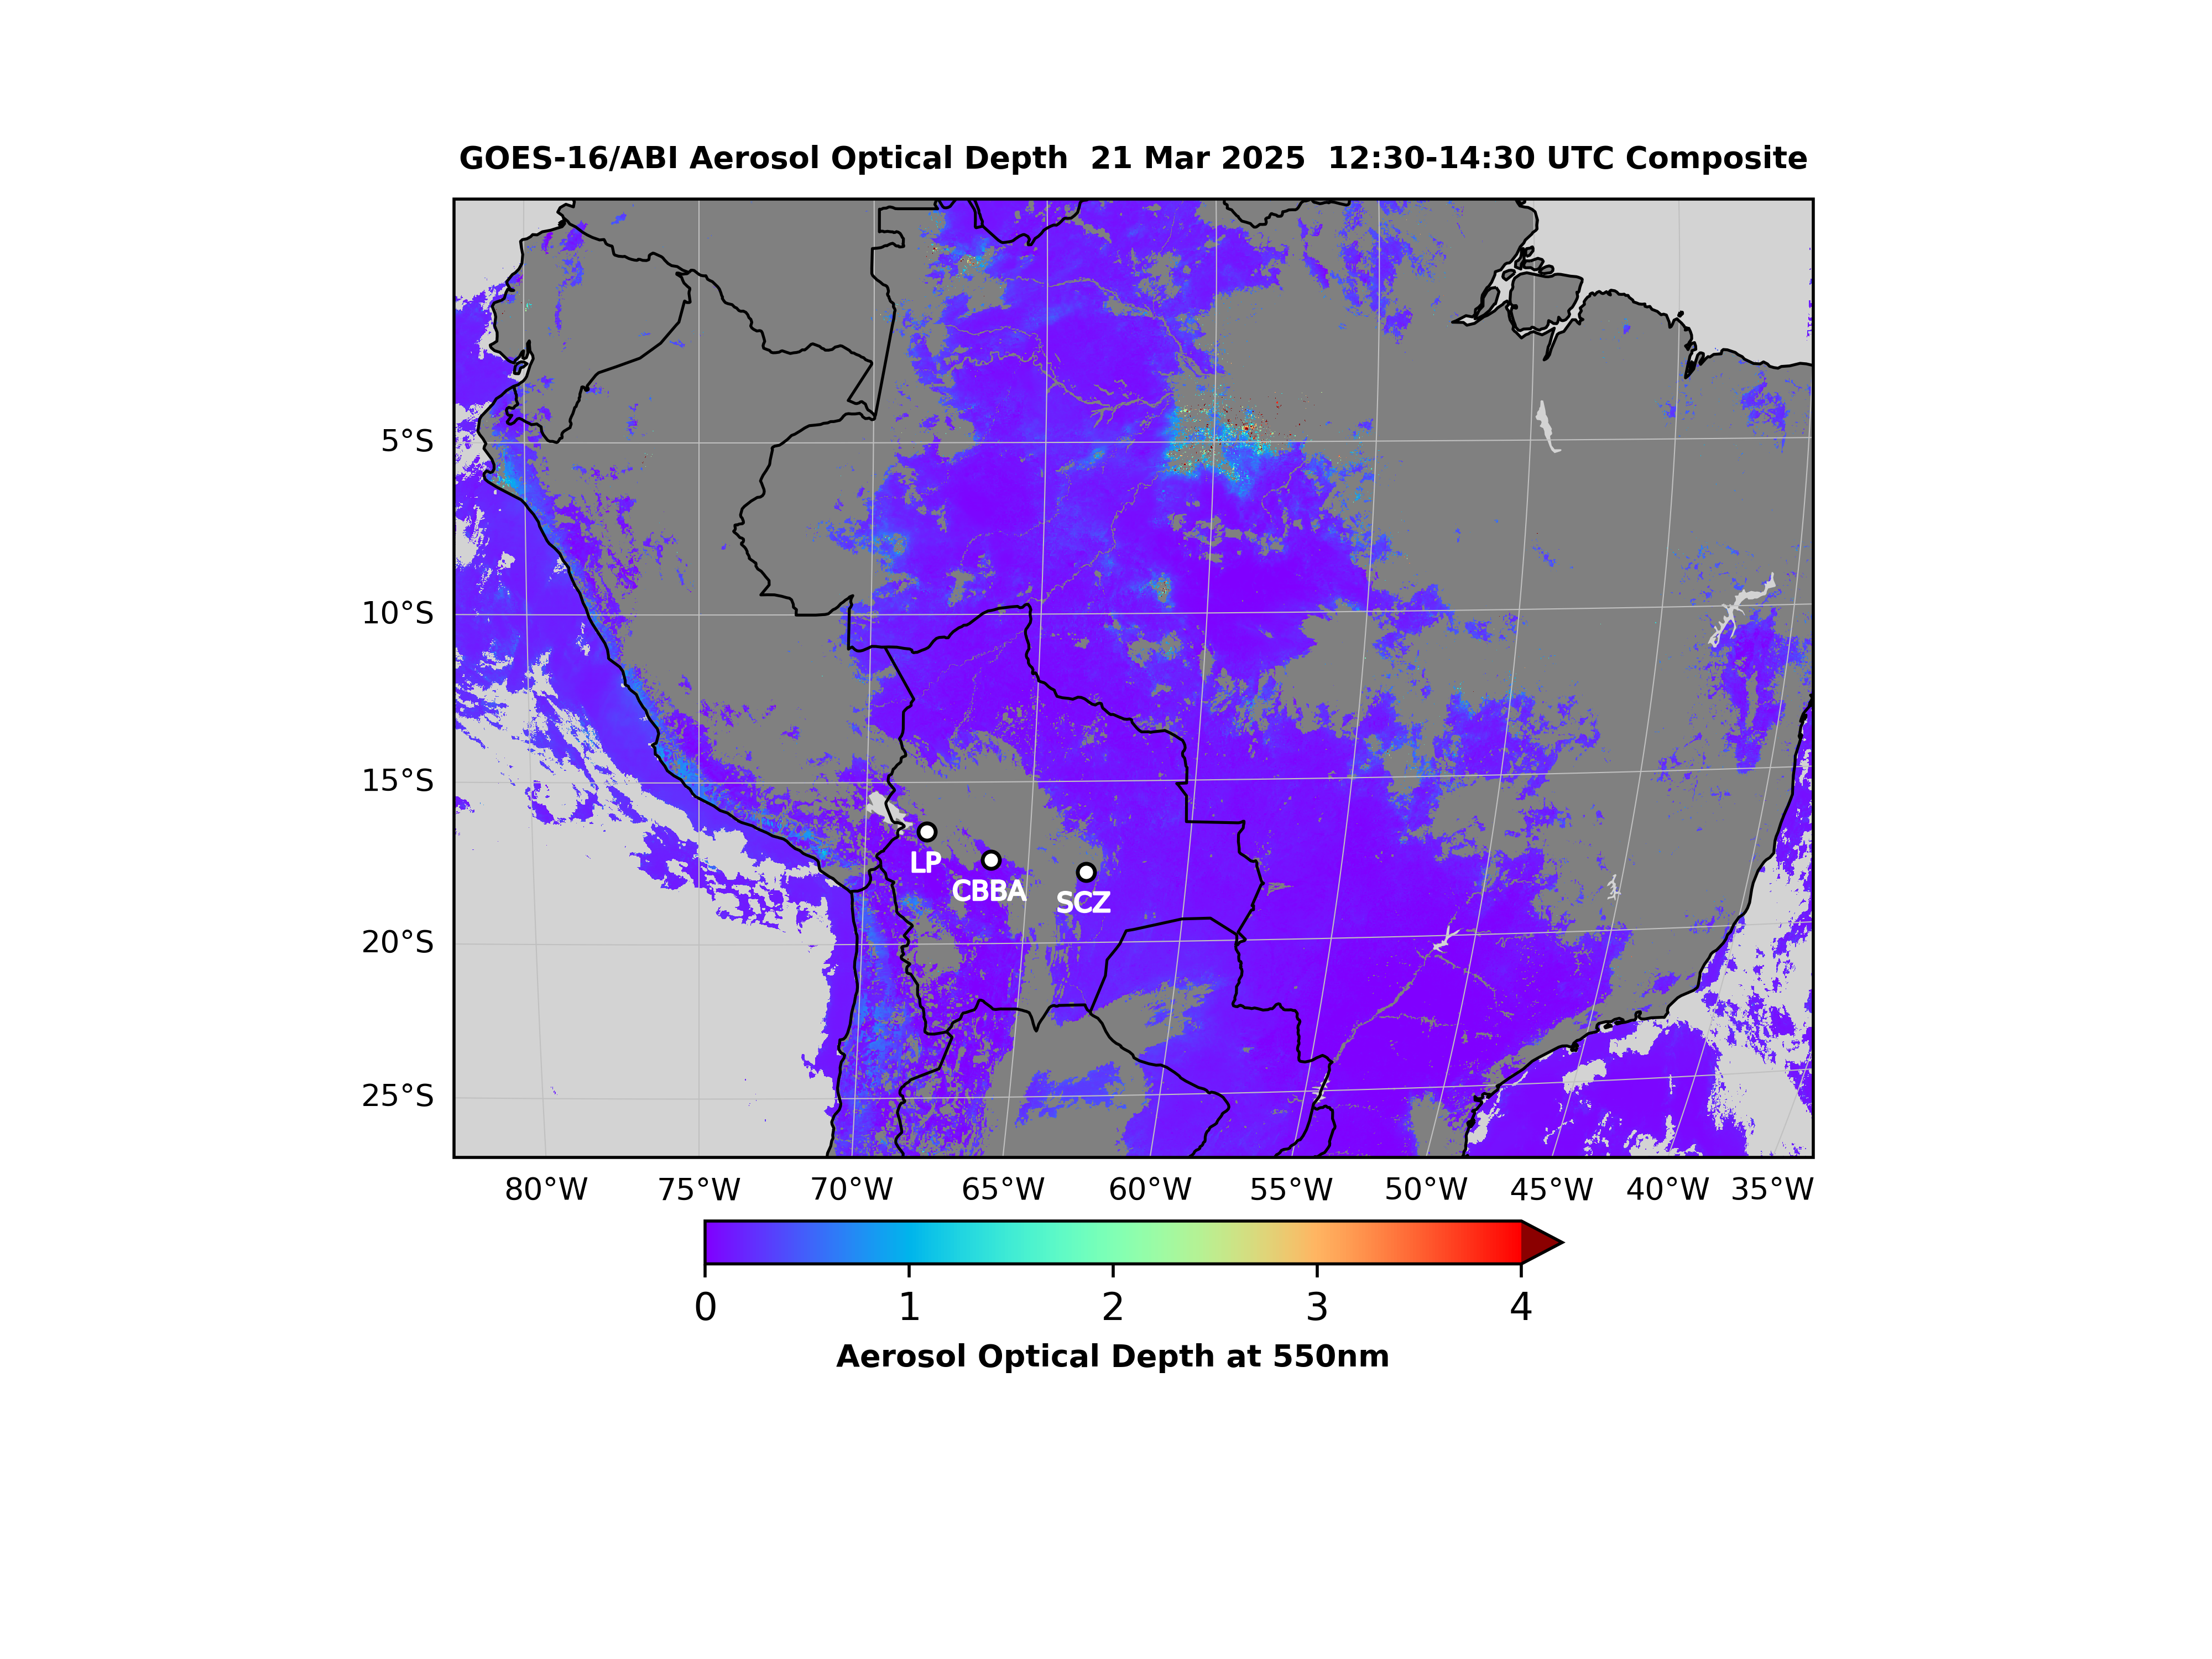 GOES-16/ABI Aerosol Optical Depth  21 Mar 2025  12:30-14:30 UTC Composite
5°S
10°S
15°S
LP
CBBA
SCZ
20°S
25°S
80°W 75°W 70°W 65°W 60°W 55°W 50°W 45°W 40°W 35°W
0 1 2 3 4
Aerosol Optical Depth at 550nm